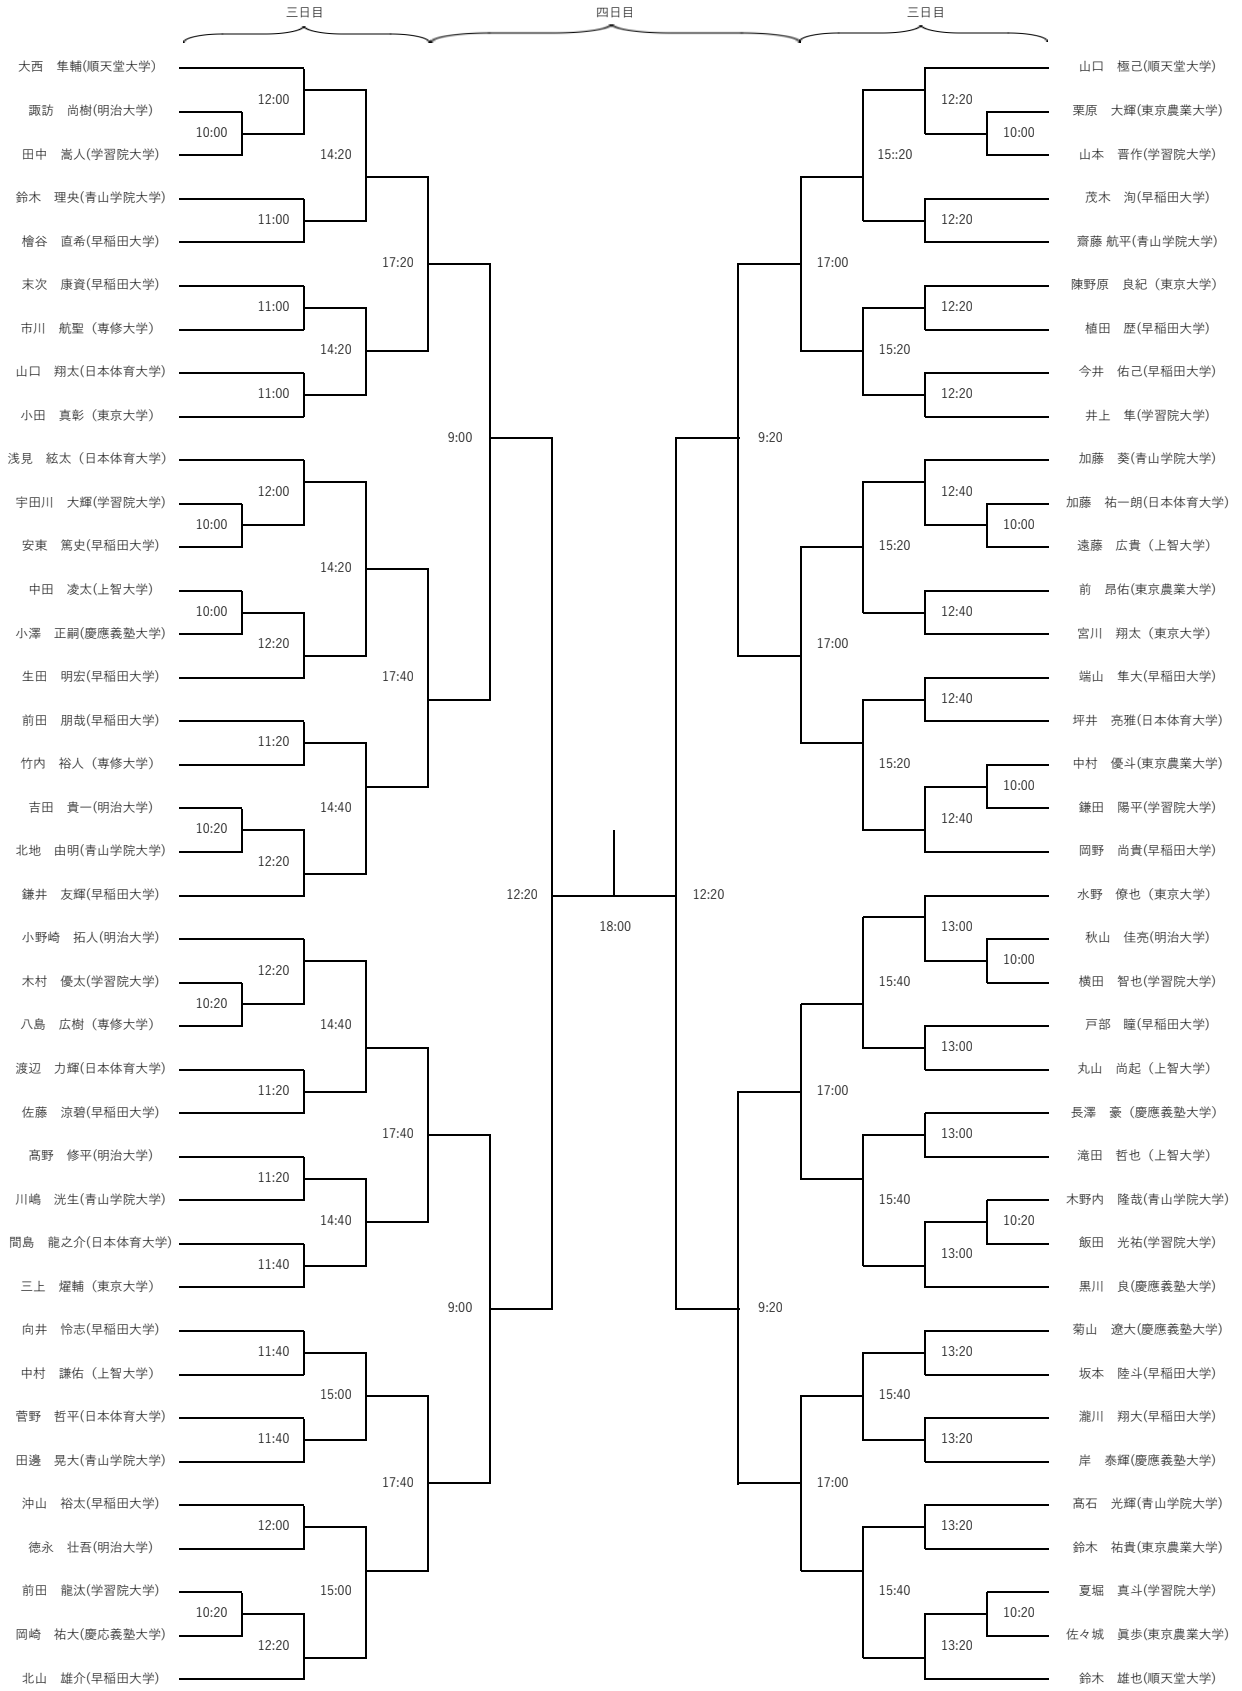 三日目 四日目 三日目
大西　隼輔(順天堂大学)
12:00
諏訪　尚樹(明治大学)
10:00
田中　嵩人(学習院大学)
14:20
鈴木　理央(青山学院大学)
11:00
檜谷　直希(早稲田大学)
17:20
末次　康資(早稲田大学)
11:00
市川　航聖（専修大学）
14:20
山口　翔太(日本体育大学)
11:00
小田　真彰（東京大学）
9:00
浅見　絃太（日本体育大学）
12:00
宇田川　大輝(学習院大学)
10:00
安東　篤史(早稲田大学)
14:20
中田　凌太(上智大学)
10:00
小澤　正嗣(慶應義塾大学)
12:20
生田　明宏(早稲田大学)
17:40
前田　朋哉(早稲田大学)
11:20
竹内　裕人（専修大学）
14:40
吉田　貴一(明治大学)
10:20
北地　由明(青山学院大学)
12:20
鎌井　友輝(早稲田大学)
12:20
小野崎　拓人(明治大学)
12:20
木村　優太(学習院大学)
10:20
八島　広樹（専修大学）
14:40
渡辺　力輝(日本体育大学)
11:20
佐藤　涼碧(早稲田大学)
17:40
髙野　修平(明治大学)
11:20
川嶋　洸生(青山学院大学)
14:40
間島　龍之介(日本体育大学)
11:40
三上　燿輔（東京大学）
9:00
向井　怜志(早稲田大学)
11:40
中村　謙佑（上智大学）
15:00
菅野　哲平(日本体育大学)
11:40
田邊　晃大(青山学院大学)
17:40
沖山　裕太(早稲田大学)
12:00
徳永　壮吾(明治大学)
15:00
前田　龍汰(学習院大学)
10:20
岡崎　祐大(慶応義塾大学)
12:20
北山　雄介(早稲田大学)
18:00
山口　極己(順天堂大学)
12:20
栗原　大輝(東京農業大学)
10:00
山本　晋作(学習院大学)
15::20
茂木　洵(早稲田大学)
12:20
齋藤 航平(青山学院大学)
17:00
陳野原　良紀（東京大学）
12:20
植田　歴(早稲田大学)
15:20
今井　佑己(早稲田大学)
12:20
井上　隼(学習院大学)
9:20
加藤　葵(青山学院大学)
12:40
加藤　祐一朗(日本体育大学)
10:00
遠藤　広貴（上智大学）
15:20
前　昂佑(東京農業大学)
12:40
宮川　翔太（東京大学）
17:00
端山　隼大(早稲田大学)
12:40
坪井　亮雅(日本体育大学)
15:20
中村　優斗(東京農業大学)
10:00
鎌田　陽平(学習院大学)
12:40
岡野　尚貴(早稲田大学)
12:20
水野　僚也（東京大学）
13:00
秋山　佳亮(明治大学)
10:00
横田　智也(学習院大学)
15:40
戸部　瞳(早稲田大学)
13:00
丸山　尚起（上智大学）
17:00
長澤　豪（慶應義塾大学）
13:00
滝田　哲也（上智大学）
15:40
木野内　隆哉(青山学院大学)
10:20
飯田　光祐(学習院大学)
13:00
黒川　良(慶應義塾大学)
9:20
菊山　遼大(慶應義塾大学)
13:20
坂本　陸斗(早稲田大学)
15:40
瀧川　翔大(早稲田大学)
13:20
岸　泰輝(慶應義塾大学)
17:00
髙石　光輝(青山学院大学)
13:20
鈴木　祐貴(東京農業大学)
15:40
夏堀　真斗(学習院大学)
10:20
佐々城　眞歩(東京農業大学)
13:20
鈴木　雄也(順天堂大学)